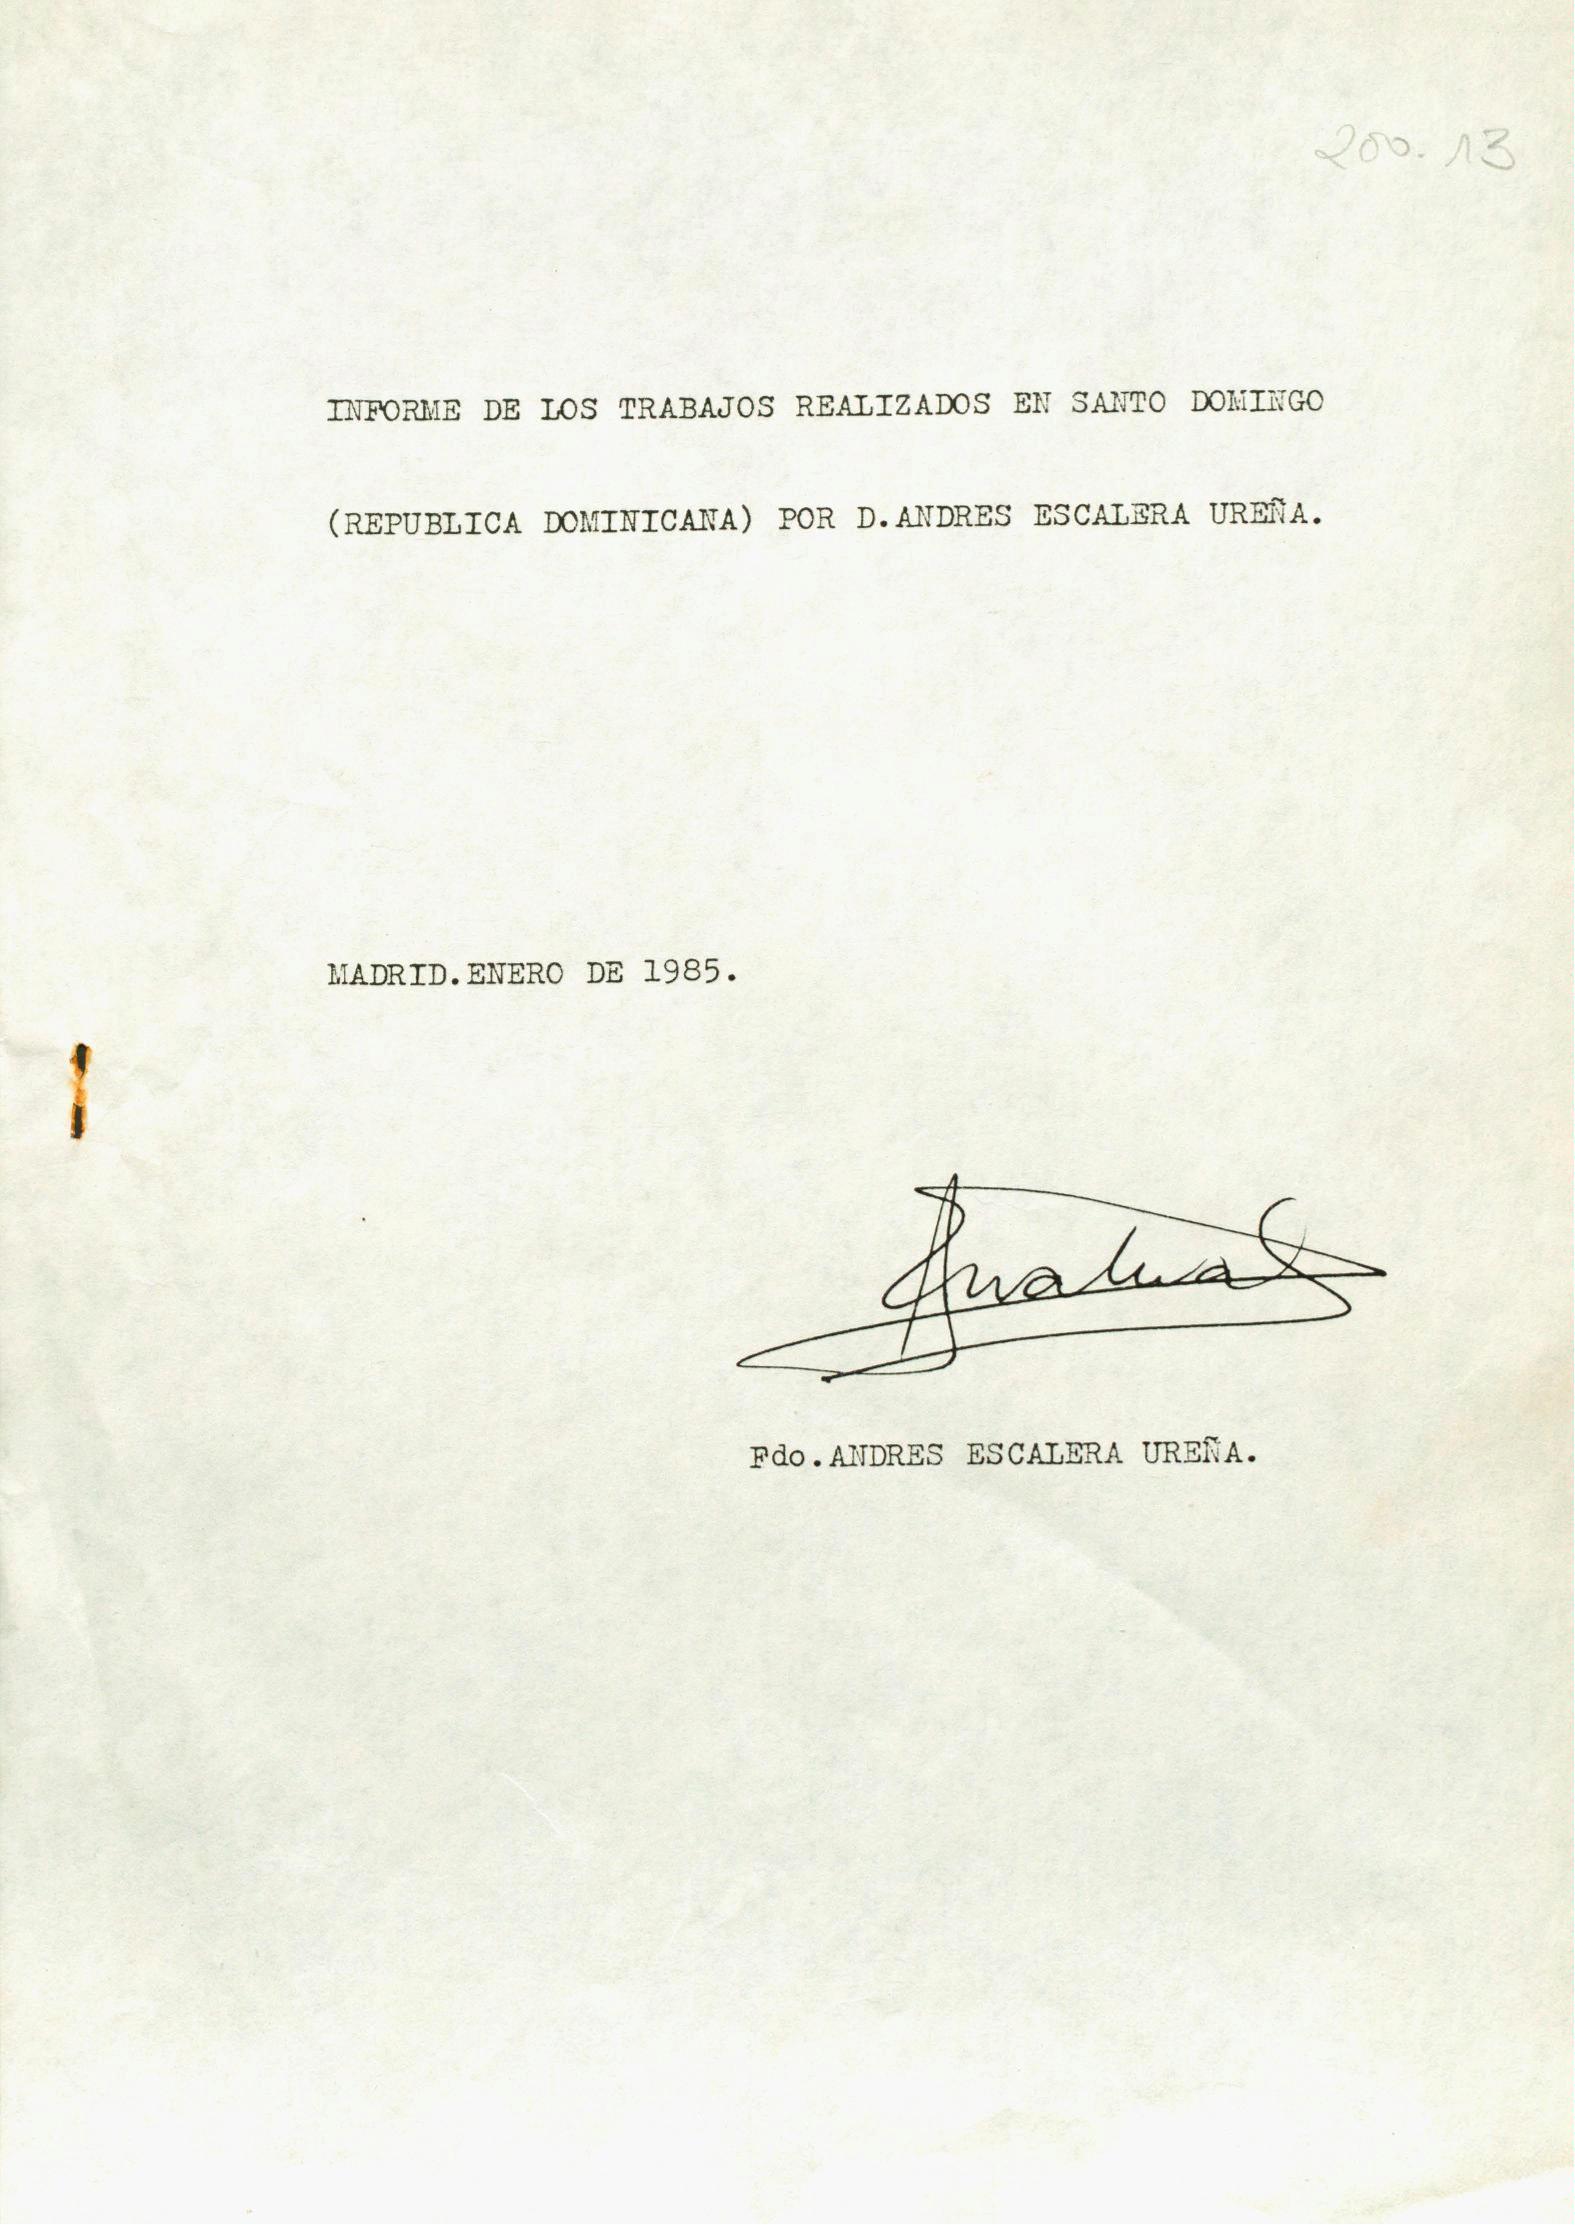 200.13
INFORME DE LOS TRABAJOS REALIZADOS EN SANTO DOMINGO
(REPUBLICA DOMINICANA) POR D.ANDRES ESCALERA UREÑA.
MADRID.ENERO DE 1985.
Fdo.ANDRES ESCALERA UREÑA.